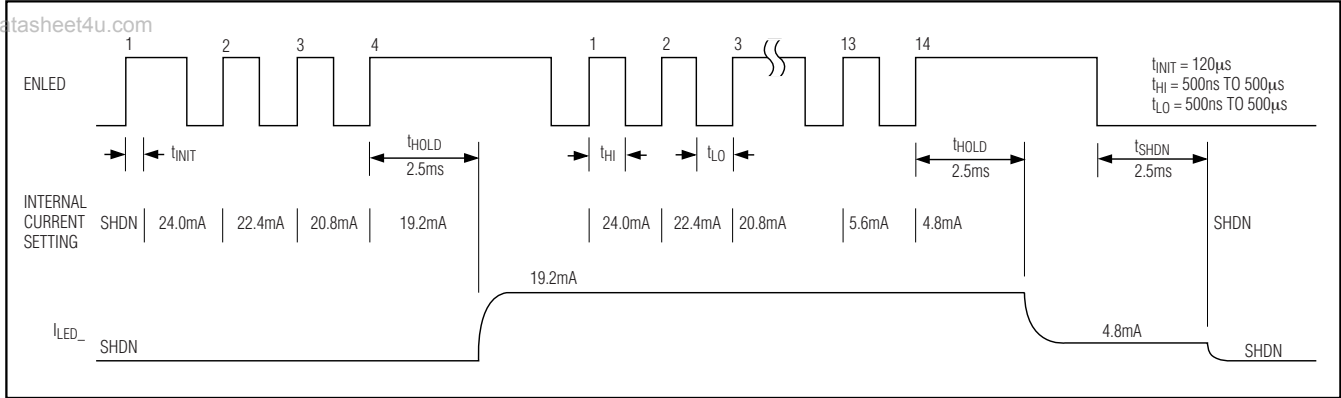 atasheet4u.com
1 2 3 4 1 2 3 13 14
ENLED
tINIT = 120µs
tHI = 500ns TO 500µs
tLO = 500ns TO 500µs
tINIT tHOLD 2.5ms tHI tLO tHOLD 2.5ms tSHDN 2.5ms
INTERNAL
CURRENT
SETTING
SHDN 24.0mA 22.4mA 20.8mA 19.2mA 24.0mA 22.4mA 20.8mA 5.6mA 4.8mA SHDN
19.2mA
ILED_
SHDN
4.8mA
SHDN